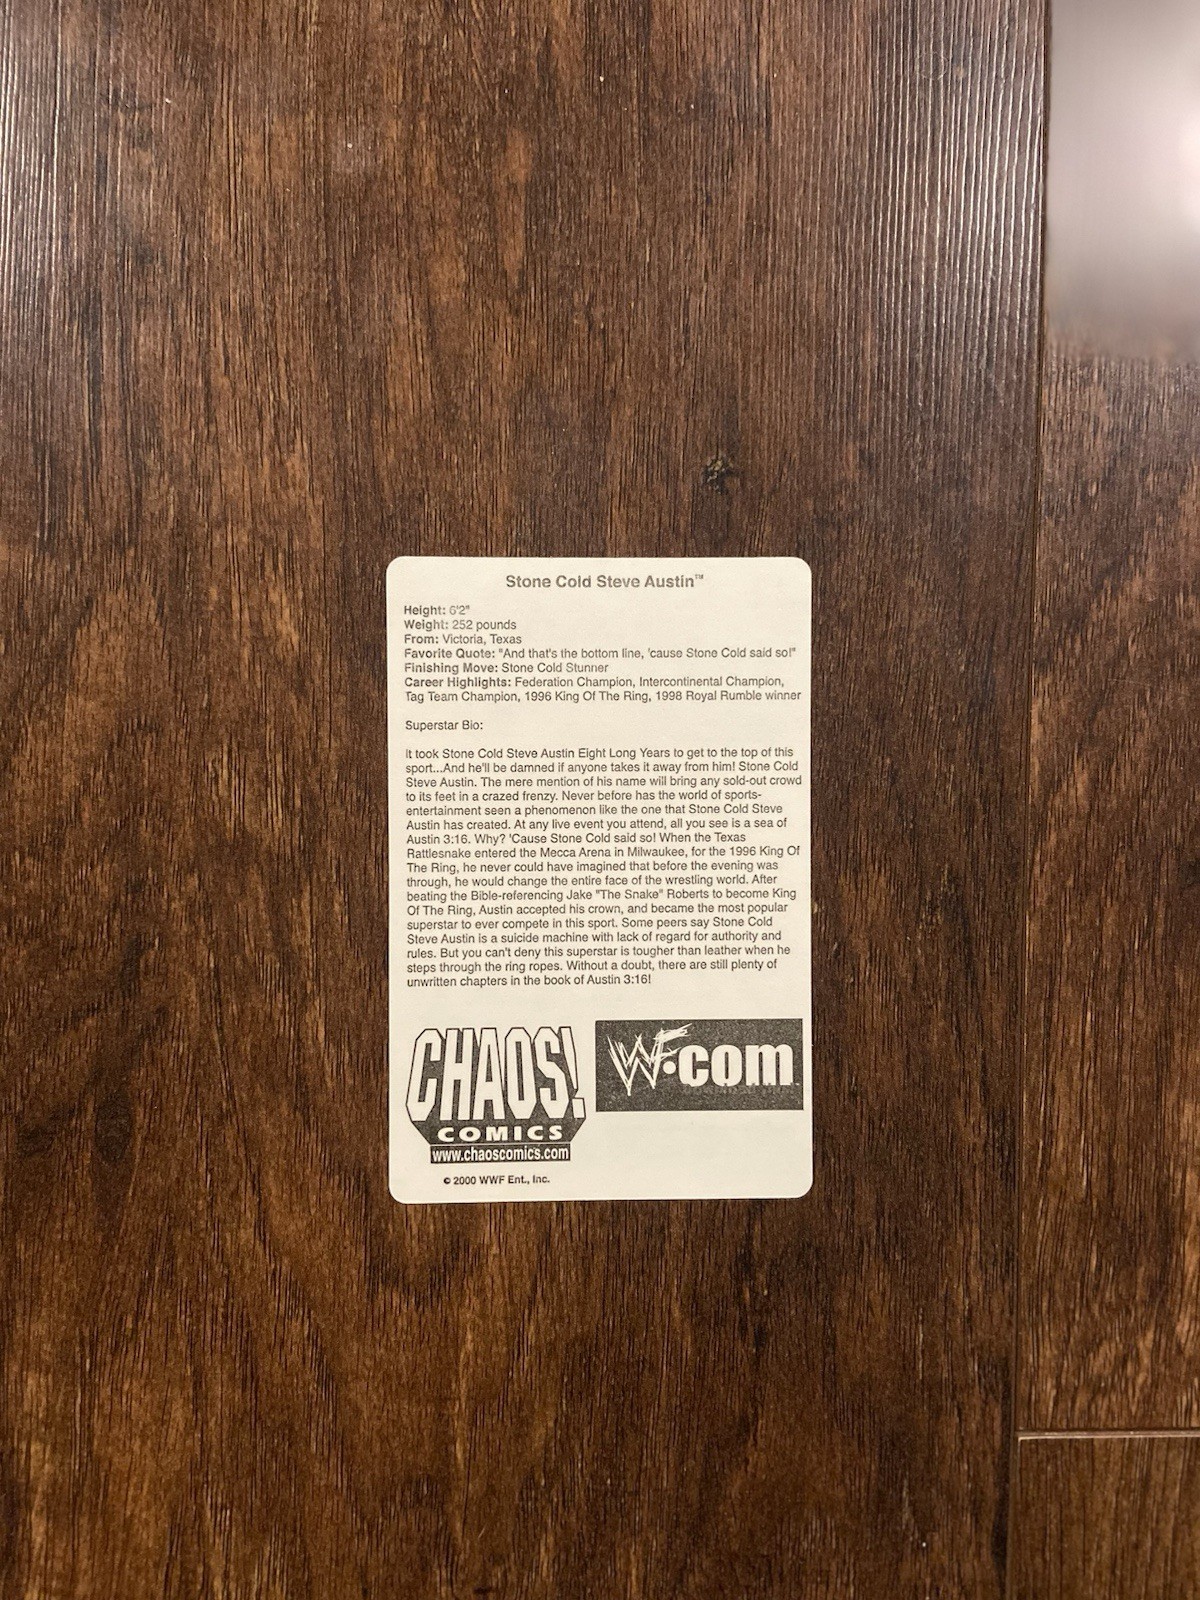 Stone Cold Steve Austin™
Height: 6'2"
Weight: 252 pounds
From: Victoria, Texas
Favorite Quote: "And that's the bottom line, 'cause Stone Cold said so!"
Finishing Move: Stone Cold Stunner
Career Highlights: Federation Champion, Intercontinental Champion,
Tag Team Champion, 1996 King Of The Ring, 1998 Royal Rumble winner
Superstar Bio:
It took Stone Cold Steve Austin Eight Long Years to get to the top of this
sport...And he'll be damned if anyone takes it away from him! Stone Cold
Steve Austin. The mere mention of his name will bring any sold-out crowd
to its feet in a crazed frenzy. Never before has the world of sports-
entertainment seen a phenomenon like the one that Stone Cold Steve
Austin has created. At any live event you attend, all you see is a sea of
Austin 3:16. Why? 'Cause Stone Cold said so! When the Texas
Rattlesnake entered the Mecca Arena in Milwaukee, for the 1996 King Of
The Ring, he never could have imagined that before the evening was
through, he would change the entire face of the wrestling world. After
beating the Bible-referencing Jake "The Snake" Roberts to become King
Of The Ring, Austin accepted his crown, and became the most popular
superstar to ever compete in this sport. Some peers say Stone Cold
Steve Austin is a suicide machine with lack of regard for authority and
rules. But you can't deny this superstar is tougher than leather when he
steps through the ring ropes. Without a doubt, there are still plenty of
unwritten chapters in the book of Austin 3:16!
CHAOS!
COMICS
www.chaoscomics.com
WF.com
© 2000 WWF Ent., Inc.